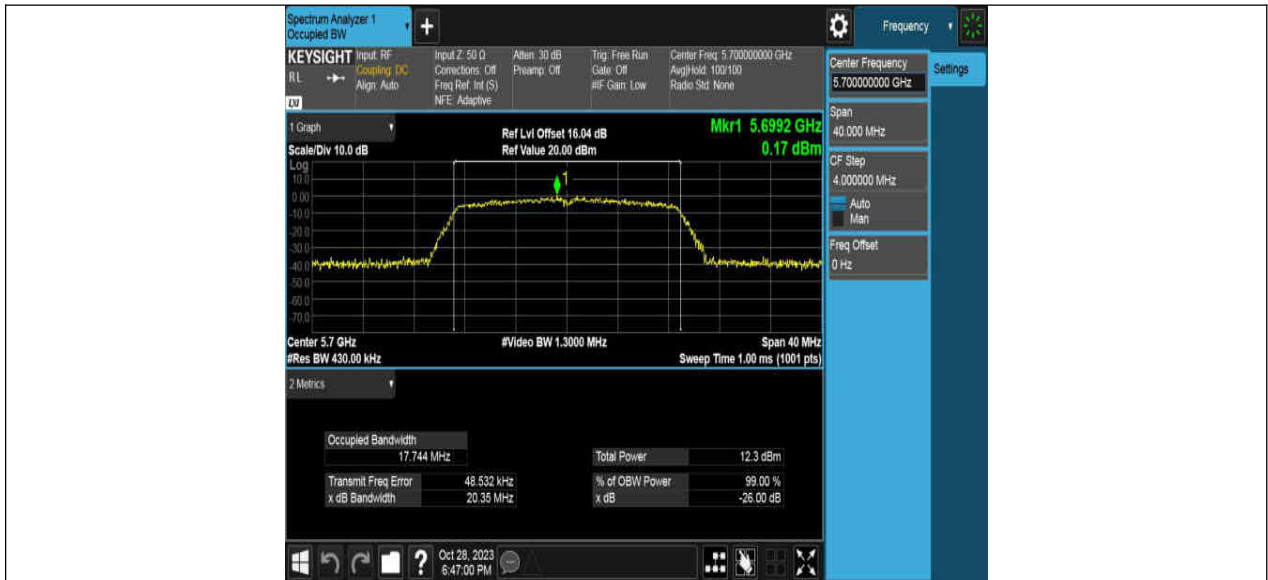 Spectrum Analyzer 1
Occupied BW
+
Frequency
KEYSIGHT
RL
LXI
Input: RF
Coupling: DC
Align: Auto
Input Z: 50 Ω
Corrections: Off
Freq Ref: Int (S)
NFE: Adaptive
Atten: 30 dB
Preamp: Off
Trig: Free Run
Gate: Off
#IF Gain: Low
Center Freq: 5.700000000 GHz
Avg|Hold: 100/100
Radio Std: None
Center Frequency
5.700000000 GHz
Settings
Span
40.000 MHz
CF Step
4.000000 MHz
Auto
Man
Freq Offset
0 Hz
1 Graph
Scale/Div 10.0 dB
Ref Lvl Offset 16.04 dB
Ref Value 20.00 dBm
Mkr1 5.6992 GHz
0.17 dBm
Log
10.0
0.00
-10.0
-20.0
-30.0
-40.0
-50.0
-60.0
-70.0
1
Center 5.7 GHz
#Video BW 1.3000 MHz
Span 40 MHz
#Res BW 430.00 kHz
Sweep Time 1.00 ms (1001 pts)
2 Metrics
Occupied Bandwidth
17.744 MHz
Total Power 12.3 dBm
Transmit Freq Error 48.532 kHz
% of OBW Power 99.00 %
x dB Bandwidth 20.35 MHz
x dB -26.00 dB
?
Oct 28, 2023
6:47:00 PM